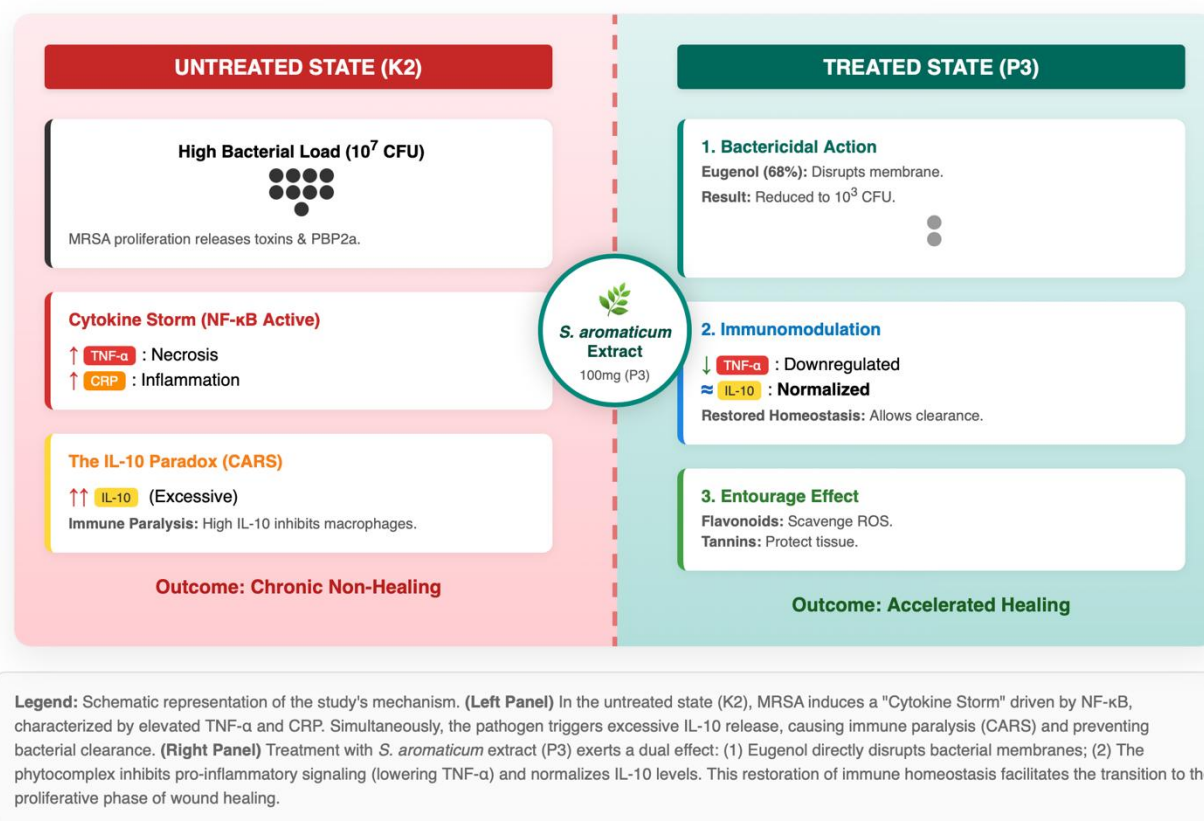 UNTREATED STATE (K2)
High Bacterial Load (10⁷ CFU)
MRSA proliferation releases toxins & PBP2a.
Cytokine Storm (NF-κB Active)
↑ TNF-α : Necrosis
↑ CRP : Inflammation
The IL-10 Paradox (CARS)
↑↑ IL-10 (Excessive)
Immune Paralysis: High IL-10 inhibits macrophages.
Outcome: Chronic Non-Healing
S. aromaticum
Extract
100mg (P3)
TREATED STATE (P3)
1. Bactericidal Action
Eugenol (68%): Disrupts membrane.
Result: Reduced to 10³ CFU.
2. Immunomodulation
↓ TNF-α : Downregulated
≈ IL-10 : Normalized
Restored Homeostasis: Allows clearance.
3. Entourage Effect
Flavonoids: Scavenge ROS.
Tannins: Protect tissue.
Outcome: Accelerated Healing
Legend: Schematic representation of the study's mechanism. (Left Panel) In the untreated state (K2), MRSA induces a "Cytokine Storm" driven by NF-κB,
characterized by elevated TNF-α and CRP. Simultaneously, the pathogen triggers excessive IL-10 release, causing immune paralysis (CARS) and preventing
bacterial clearance. (Right Panel) Treatment with S. aromaticum extract (P3) exerts a dual effect: (1) Eugenol directly disrupts bacterial membranes; (2) The
phytocomplex inhibits pro-inflammatory signaling (lowering TNF-α) and normalizes IL-10 levels. This restoration of immune homeostasis facilitates the transition to th
proliferative phase of wound healing.